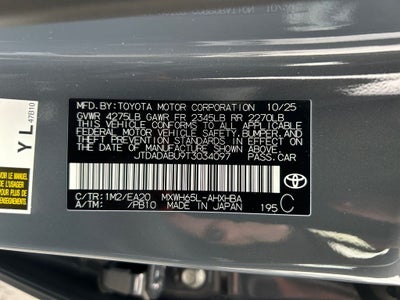 MFD. BY: TOYOTA MOTOR CORPORATION 10/25
GVWR 4275LB GAWR FR 2345LB RR 2270LB
THIS VEHICLE CONFORMS TO ALL APPLICABLE
FEDERAL MOTOR VEHICLE SAFETY, BUMPER, AND
THEFT PREVENTION STANDARDS IN EFFECT ON
THE DATE OF MANUFACTURE SHOWN ABOVE.
JTDADABU9T3034097 PASS.CAR
C/TR:1M2/EA20 MXWH65L-AHXHBA
A/TM: /PB10 MADE IN JAPAN 195 C
YL
47B10